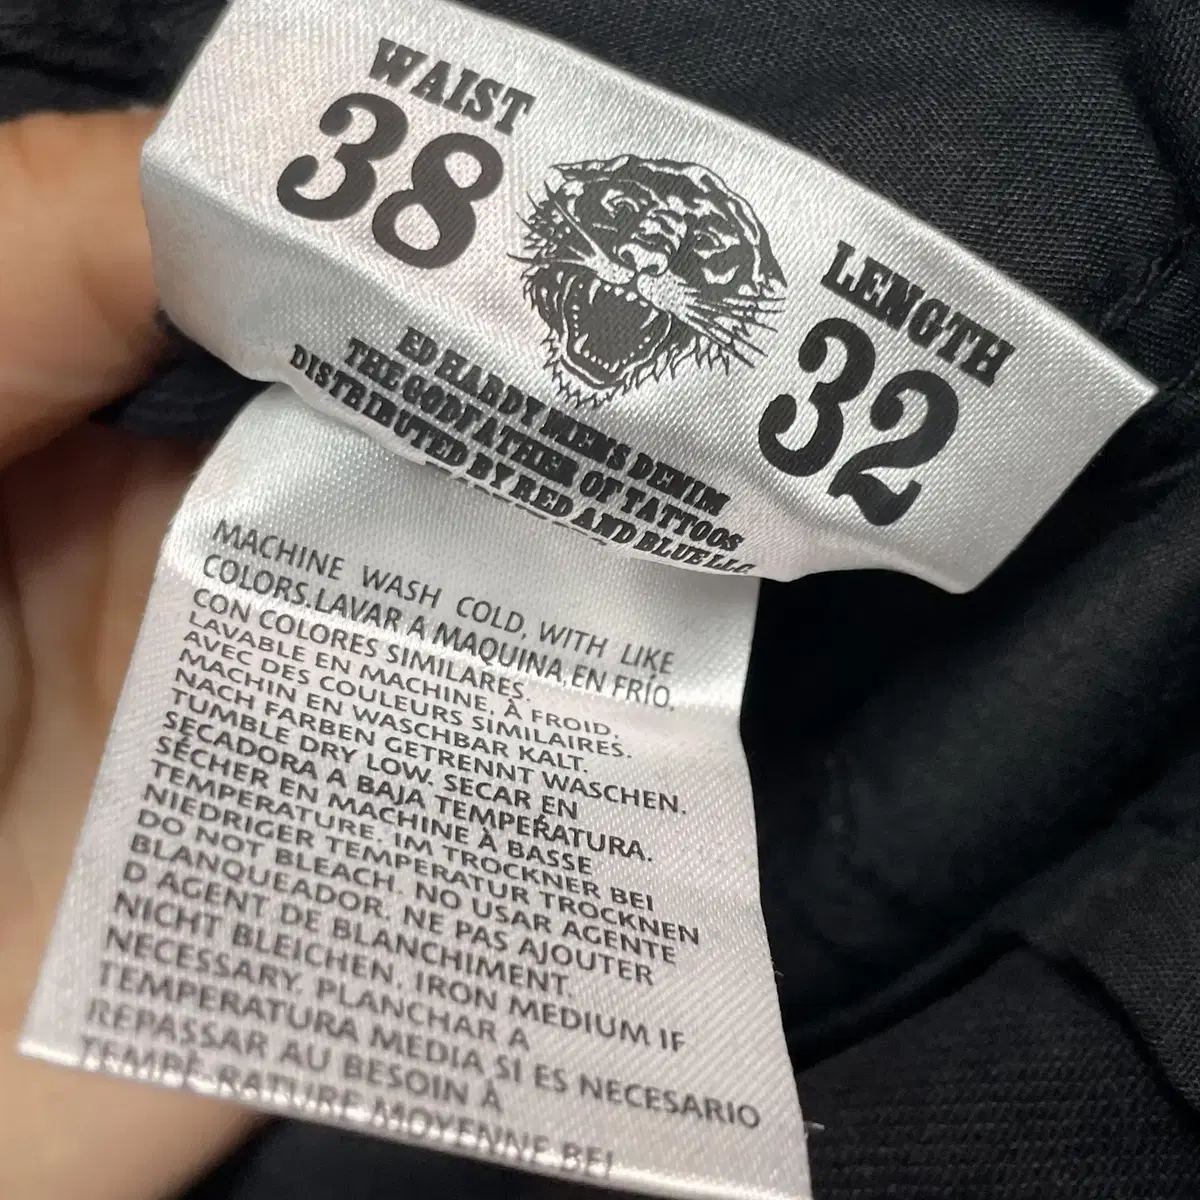 WAIST
38
LENGTH
32
ED HARDY MENS DENIM
THE GODFATHER OF TATTOOS
DISTRIBUTED BY RED AND BLUE LLC
MACHINE WASH COLD, WITH LIKE
COLORS.LAVAR A MAQUINA,EN FRÍO,
CON COLORES SIMILARES.
LAVABLE EN MACHINE, À FROID,
AVEC DES COULEURS SIMILAIRES.
MACHIN EN WASCHBAR KALT.
NACH FARBEN GETRENNT WASCHEN.
TUMBLE DRY LOW. SECAR EN
SECADORA A BAJA TEMPERATURA.
SÉCHER EN MACHINE À BASSE
TEMPERATURE. IM TROCKNER BEI
NIEDRIGER TEMPERATUR TROCKNEN
DO NOT BLEACH. NO USAR AGENTE
BLANQUEADOR. NE PAS AJOUTER
D AGENT DE BLANCHIMENT.
NICHT BLEICHEN. IRON MEDIUM IF
NECESSARY. PLANCHAR A
TEMPERATURA MEDIA SI ES NECESARIO
REPASSAR AU BESOIN À
TEMPÈ-RATURE MOYENNE BEI